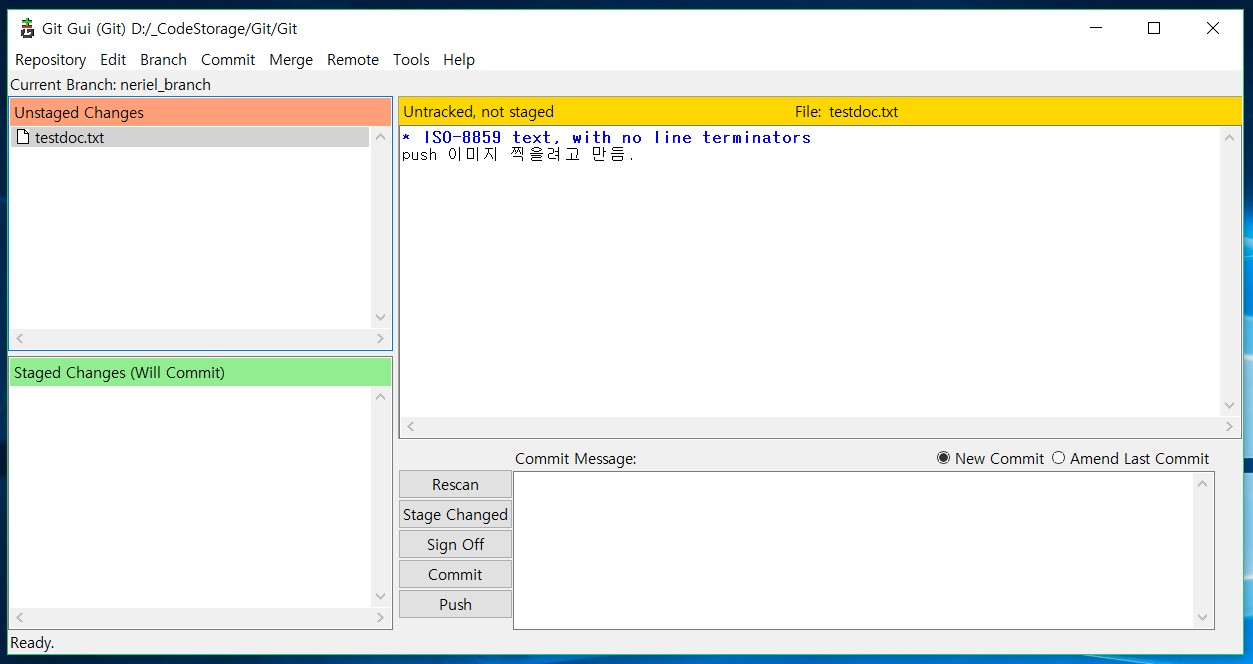 Git Gui (Git) D:/_CodeStorage/Git/Git
Repository Edit Branch Commit Merge Remote Tools Help
Current Branch: neriel_branch
Unstaged Changes
testdoc.txt
Staged Changes (Will Commit)
Untracked, not staged File: testdoc.txt
* ISO-8859 text, with no line terminators
push 이미지 찍을려고 만듬.
Commit Message: New Commit Amend Last Commit
Rescan
Stage Changed
Sign Off
Commit
Push
Ready.